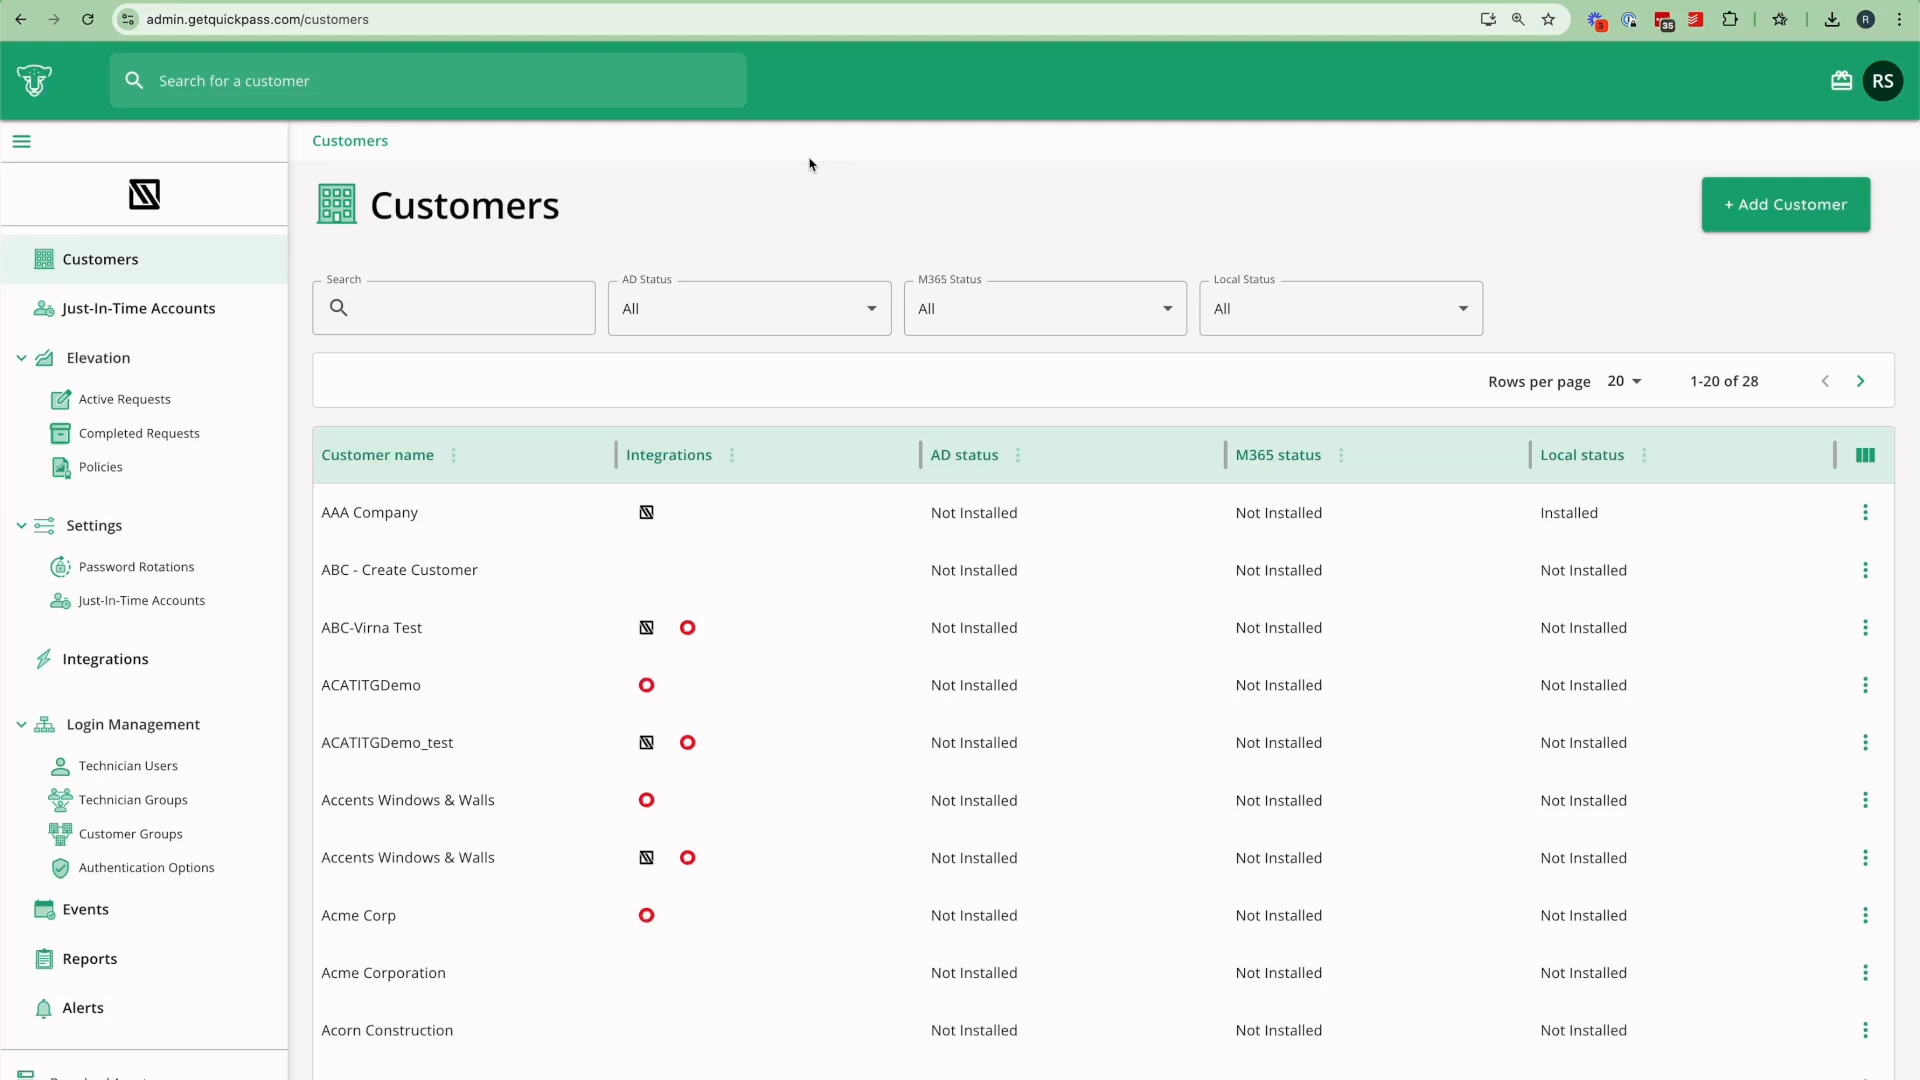 admin.getquickpass.com/customers
3
35
R
Search for a customer
RS
Customers
Customers
+ Add Customer
Customers
Just-In-Time Accounts
Elevation
Active Requests
Completed Requests
Policies
Settings
Password Rotations
Just-In-Time Accounts
Integrations
Login Management
Technician Users
Technician Groups
Customer Groups
Authentication Options
Events
Reports
Alerts
Search
AD Status
All
M365 Status
All
Local Status
All
Rows per page 20 1-20 of 28
Customer name Integrations AD status M365 status Local status
AAA Company Not Installed Not Installed Installed
ABC - Create Customer Not Installed Not Installed Not Installed
ABC-Virna Test Not Installed Not Installed Not Installed
ACATITGDemo Not Installed Not Installed Not Installed
ACATITGDemo_test Not Installed Not Installed Not Installed
Accents Windows & Walls Not Installed Not Installed Not Installed
Accents Windows & Walls Not Installed Not Installed Not Installed
Acme Corp Not Installed Not Installed Not Installed
Acme Corporation Not Installed Not Installed Not Installed
Acorn Construction Not Installed Not Installed Not Installed